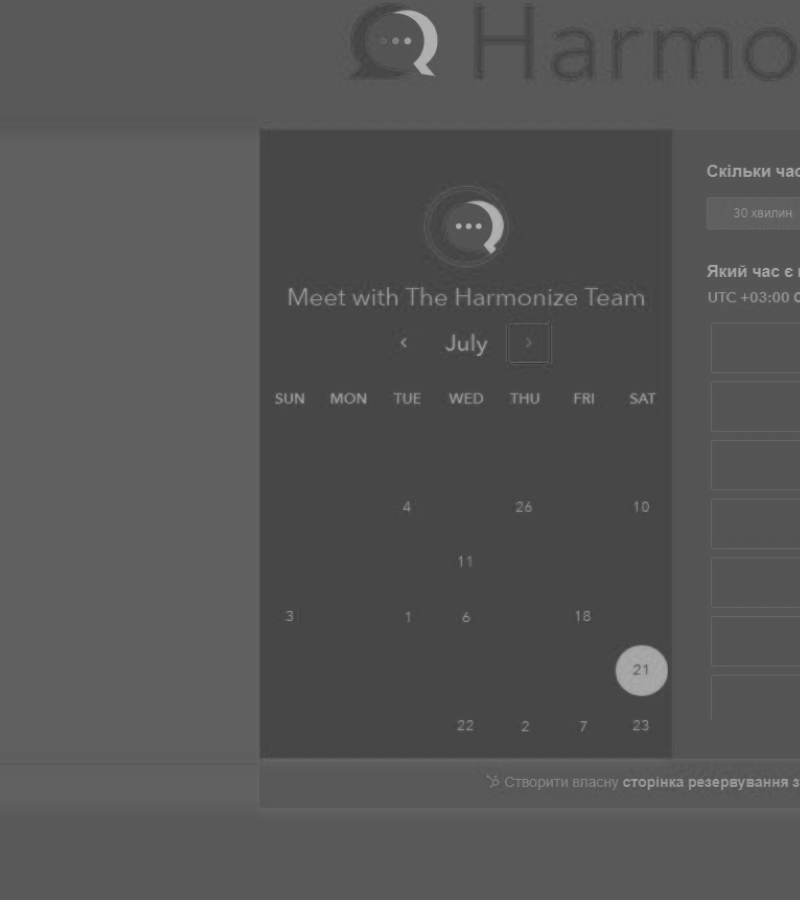 Harmo
Meet with The Harmonize Team
July
SUN MON TUE WED THU FRI SAT
4 26 10
11
3 1 6 18
21
22 2 7 23
Скільки час
30 хвилин
Який час є
UTC +03:00
Створити власну сторінка резервування з